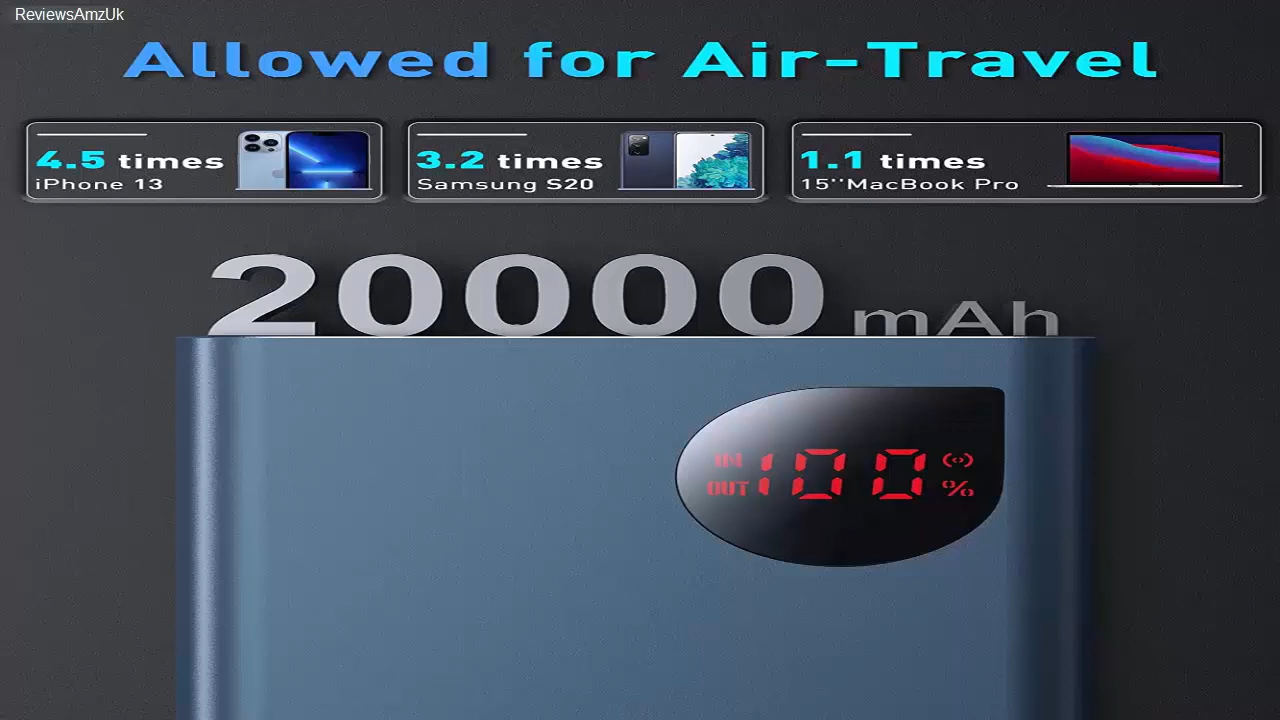 ReviewsAmzUk
Allowed for Air-Travel
4.5 times
iPhone 13
3.2 times
Samsung S20
1.1 times
15''MacBook Pro
20000 mAh
IN
OUT
100
%